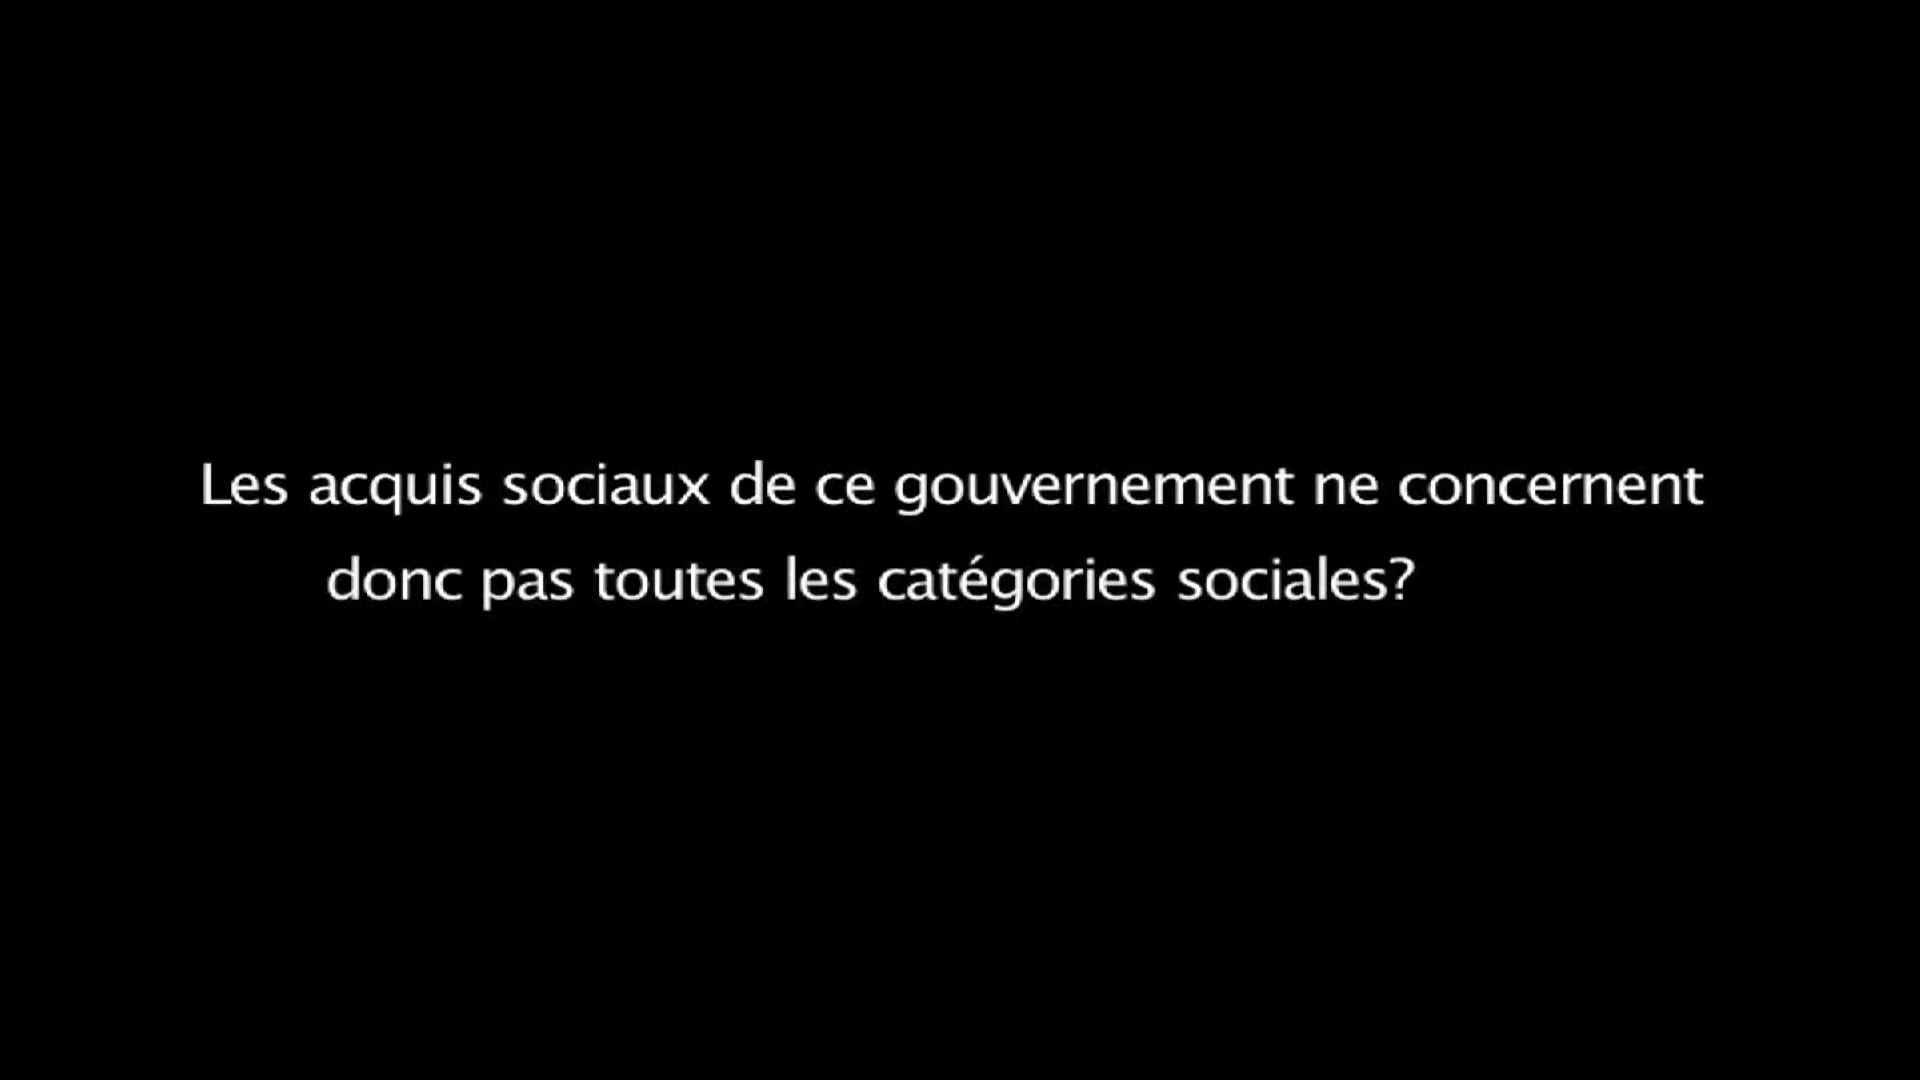 Les acquis sociaux de ce gouvernement ne concernent
donc pas toutes les catégories sociales?